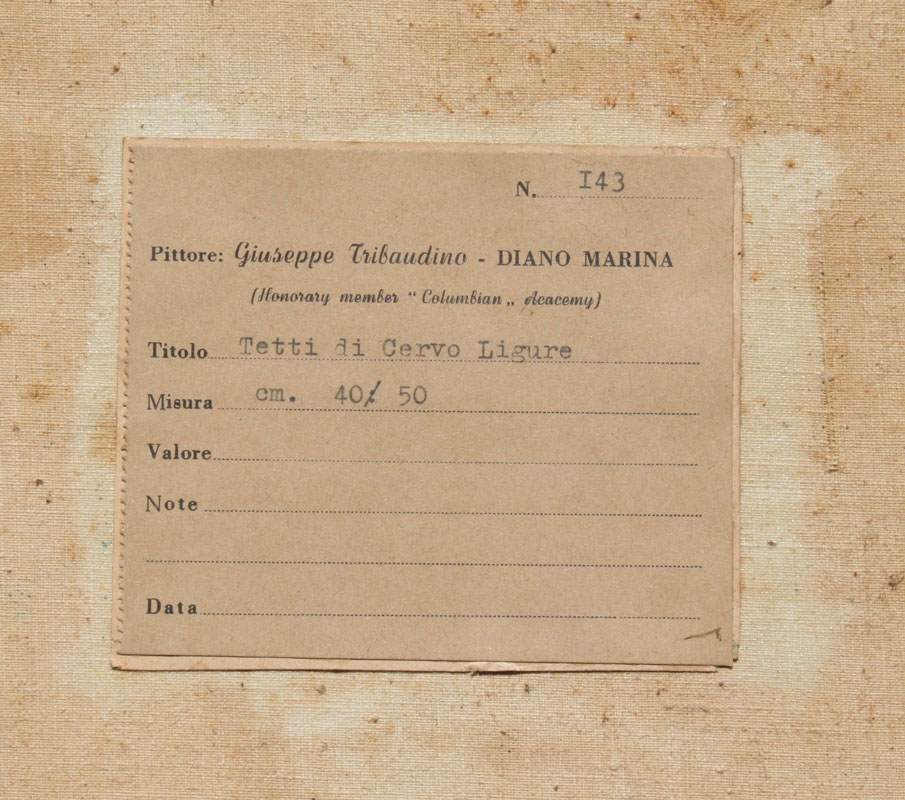 N. I43
Pittore: Giuseppe Tribaudino - DIANO MARINA
(Honorary member “ Columbian „ Acacemy)
Titolo Tetti di Cervo Ligure
Misura cm. 40/ 50
Valore
Note
Data